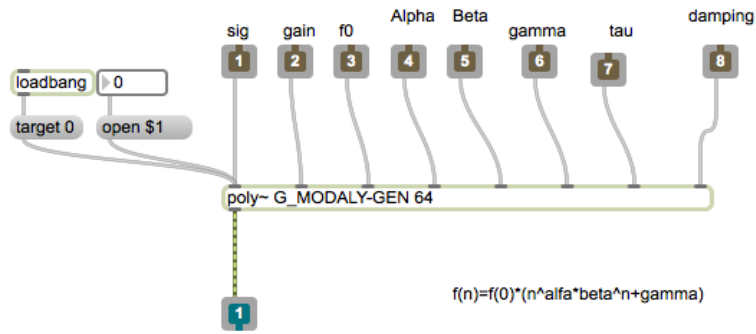 sig
gain
f0
Alpha
Beta
gamma
tau
damping
1
2
3
4
5
6
7
8
loadbang
0
target 0
open $1
poly~ G_MODALY-GEN 64
1
f(n)=f(0)*(n^alfa*beta^n+gamma)